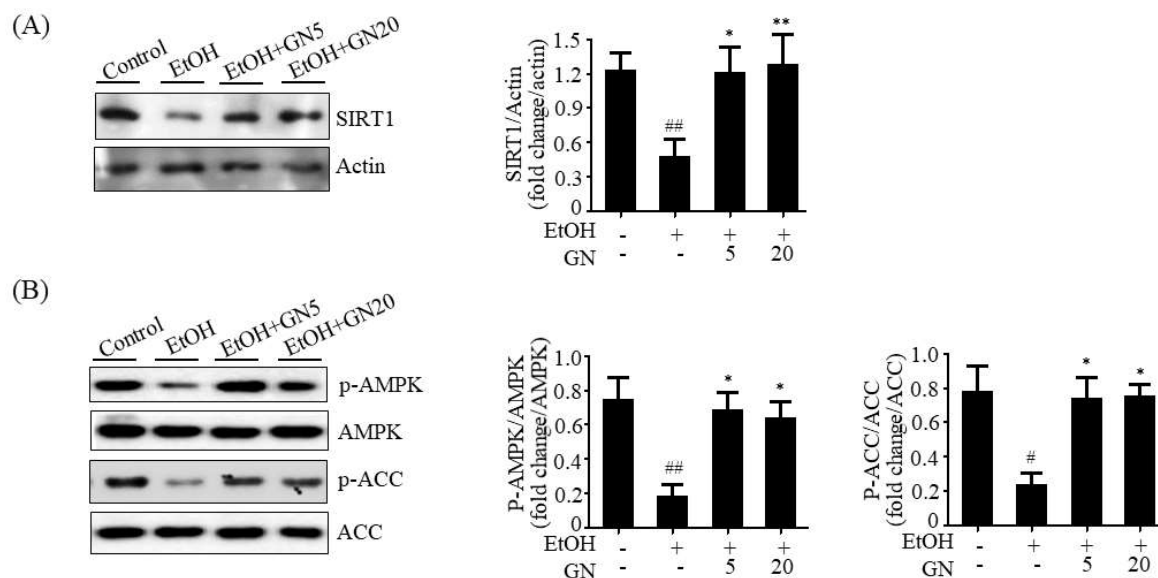 (A)
Control EtOH EtOH+GN5 EtOH+GN20
SIRT1
Actin
SIRT1/Actin
(fold change/actin)
1.5
1.2
0.9
0.6
0.3
0
## * **
EtOH - + + +
GN - - 5 20
(B)
Control EtOH EtOH+GN5 EtOH+GN20
p-AMPK
AMPK
p-ACC
ACC
P-AMPK/AMPK
(fold change/AMPK)
1.0
0.8
0.6
0.4
0.2
0
## * *
EtOH - + + +
GN - - 5 20
P-ACC/ACC
(fold change/ACC)
1.0
0.8
0.6
0.4
0.2
0
# * *
EtOH - + + +
GN - - 5 20